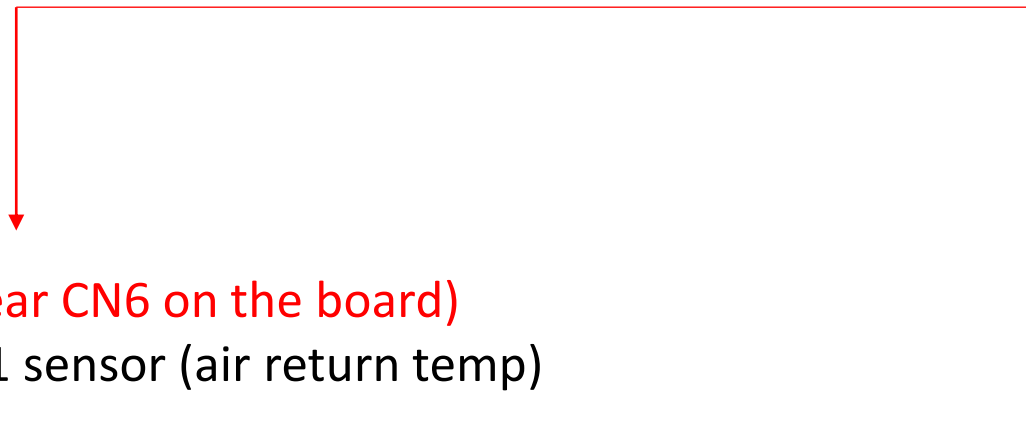 ear CN6 on the board)
1 sensor (air return temp)